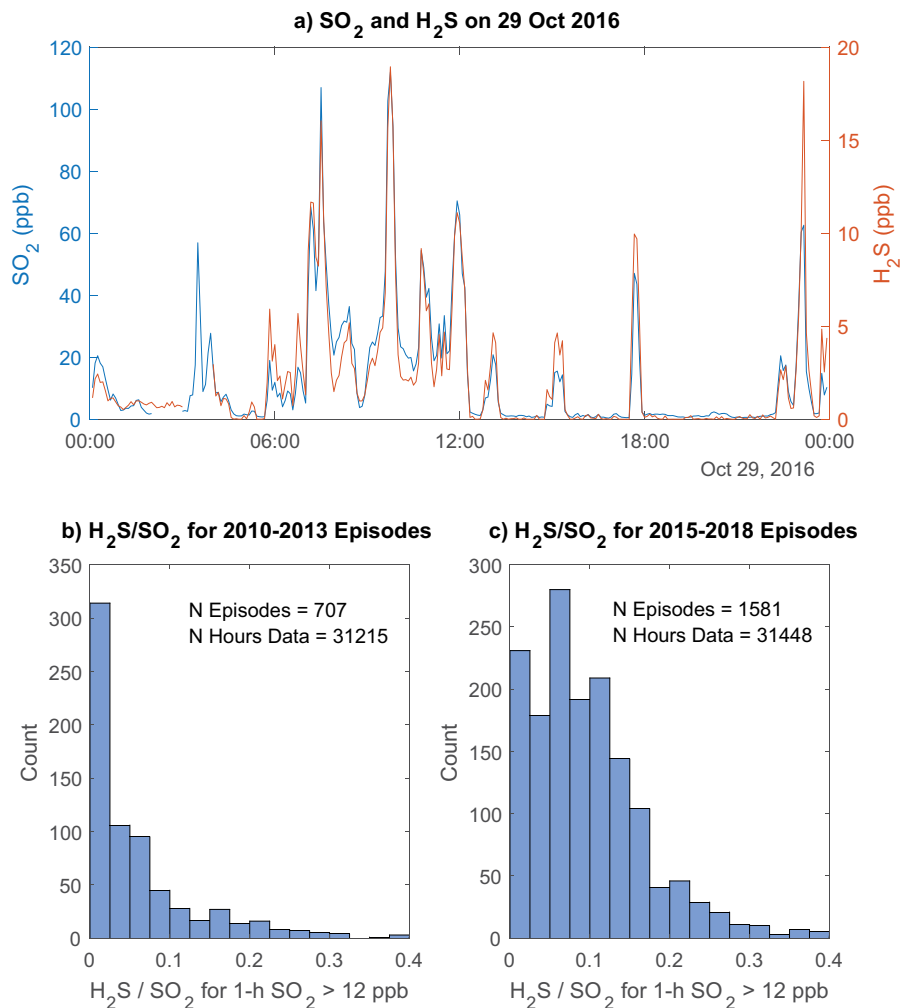 a) SO2 and H2S on 29 Oct 2016
120
100
80
60
40
20
0
SO2 (ppb)
20
15
10
5
0
H2S (ppb)
00:00 06:00 12:00 18:00 00:00
Oct 29, 2016
b) H2S/SO2 for 2010-2013 Episodes
350
300
250
200
150
100
50
0
Count
N Episodes = 707
N Hours Data = 31215
0 0.1 0.2 0.3 0.4
H2S / SO2 for 1-h SO2 > 12 ppb
c) H2S/SO2 for 2015-2018 Episodes
300
250
200
150
100
50
0
Count
N Episodes = 1581
N Hours Data = 31448
0 0.1 0.2 0.3 0.4
H2S / SO2 for 1-h SO2 > 12 ppb